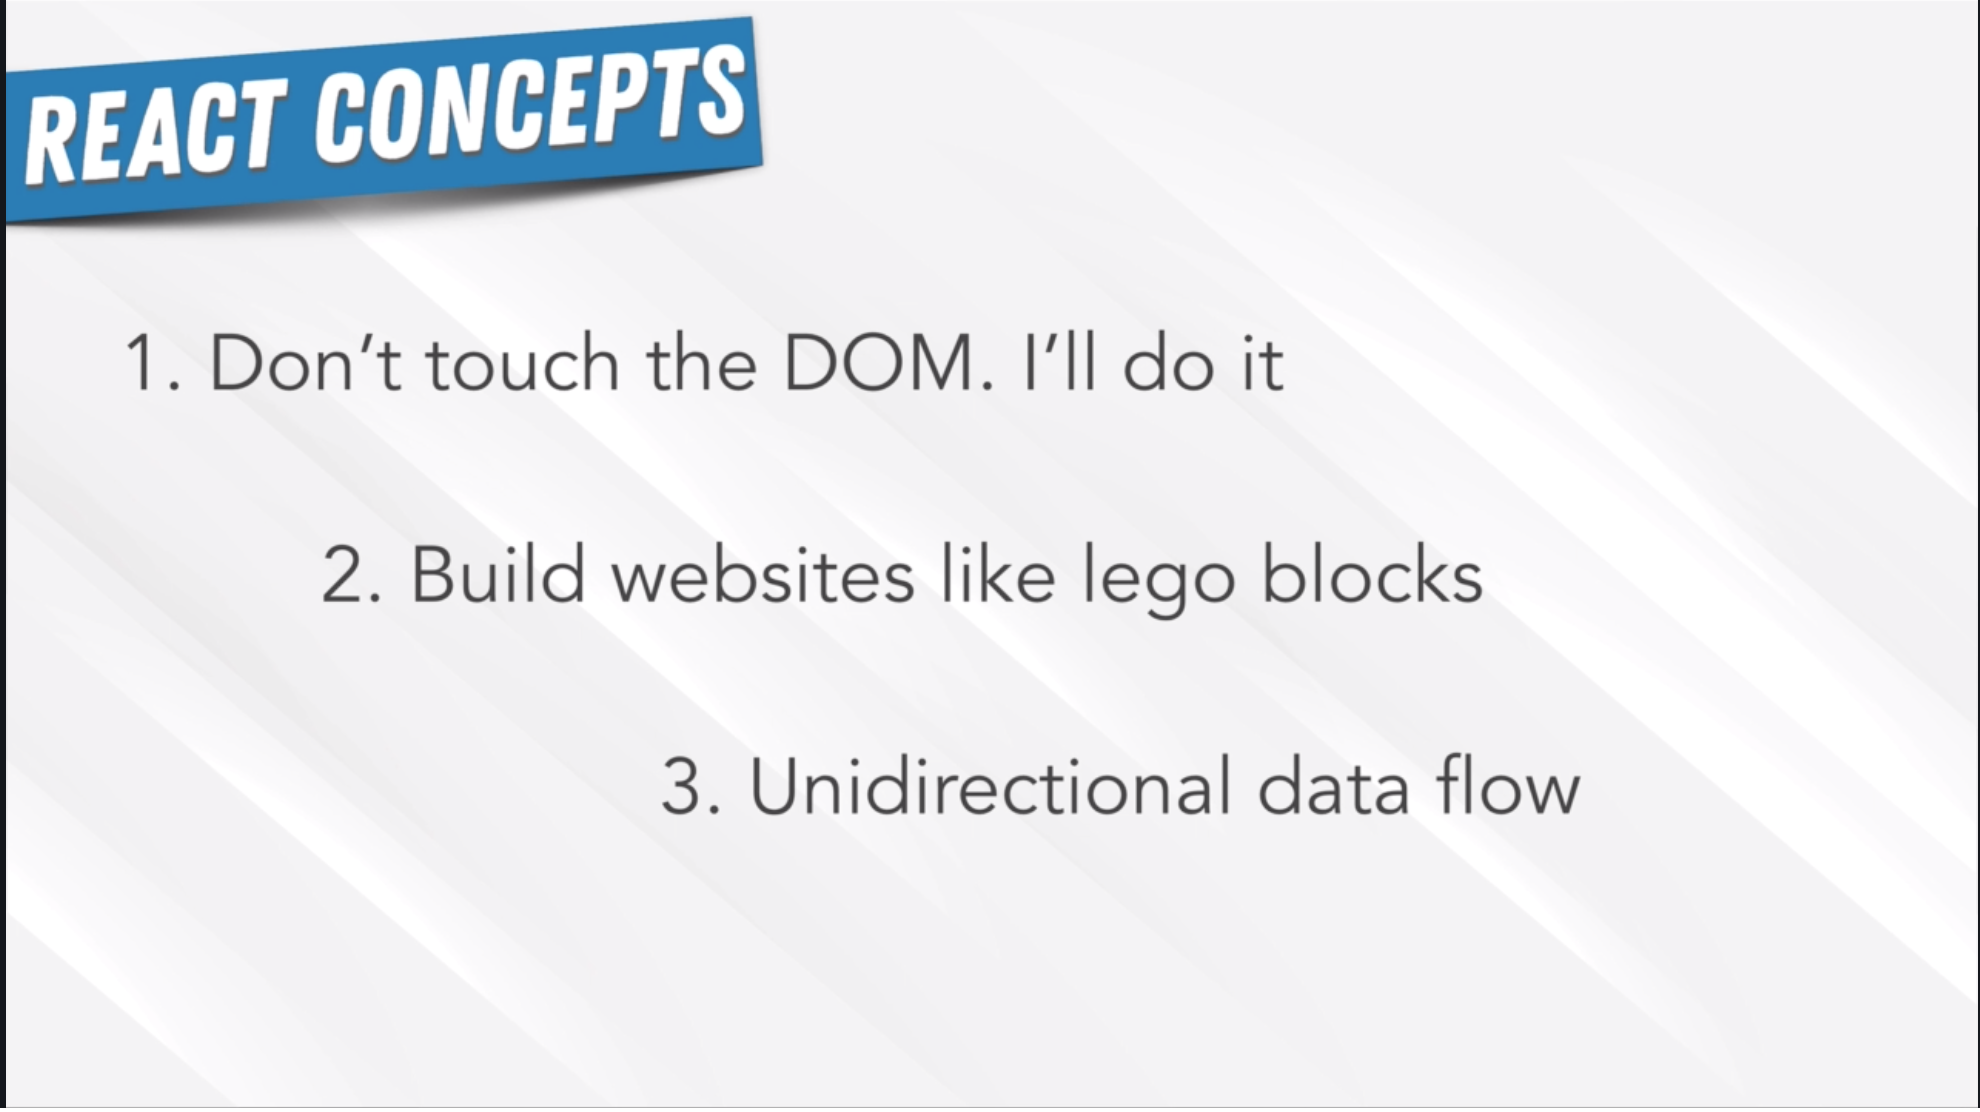 REACT CONCEPTS
1. Don’t touch the DOM. I’ll do it
2. Build websites like lego blocks
3. Unidirectional data flow